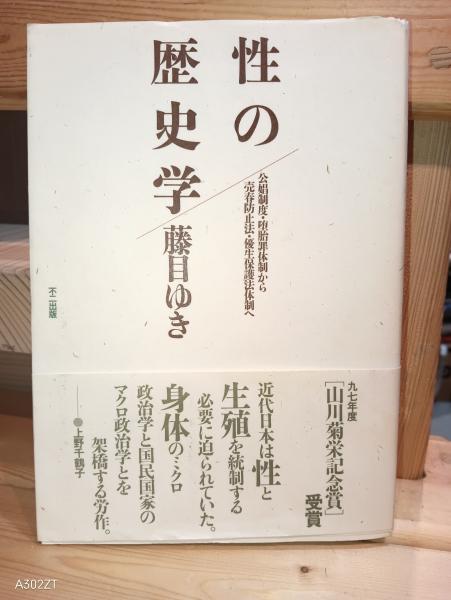 性の
歴史学
公娼制度・堕胎罪体制から
売春防止法・優生保護法体制へ
藤目ゆき
不二出版
九七年度
［山川菊栄記念賞］
受賞
近代日本は性と
生殖を統制する
必要に迫られていた。
身体のミクロ
政治学と国民国家の
マクロ政治学とを
架橋する労作。
――●上野千鶴子
A302ZT